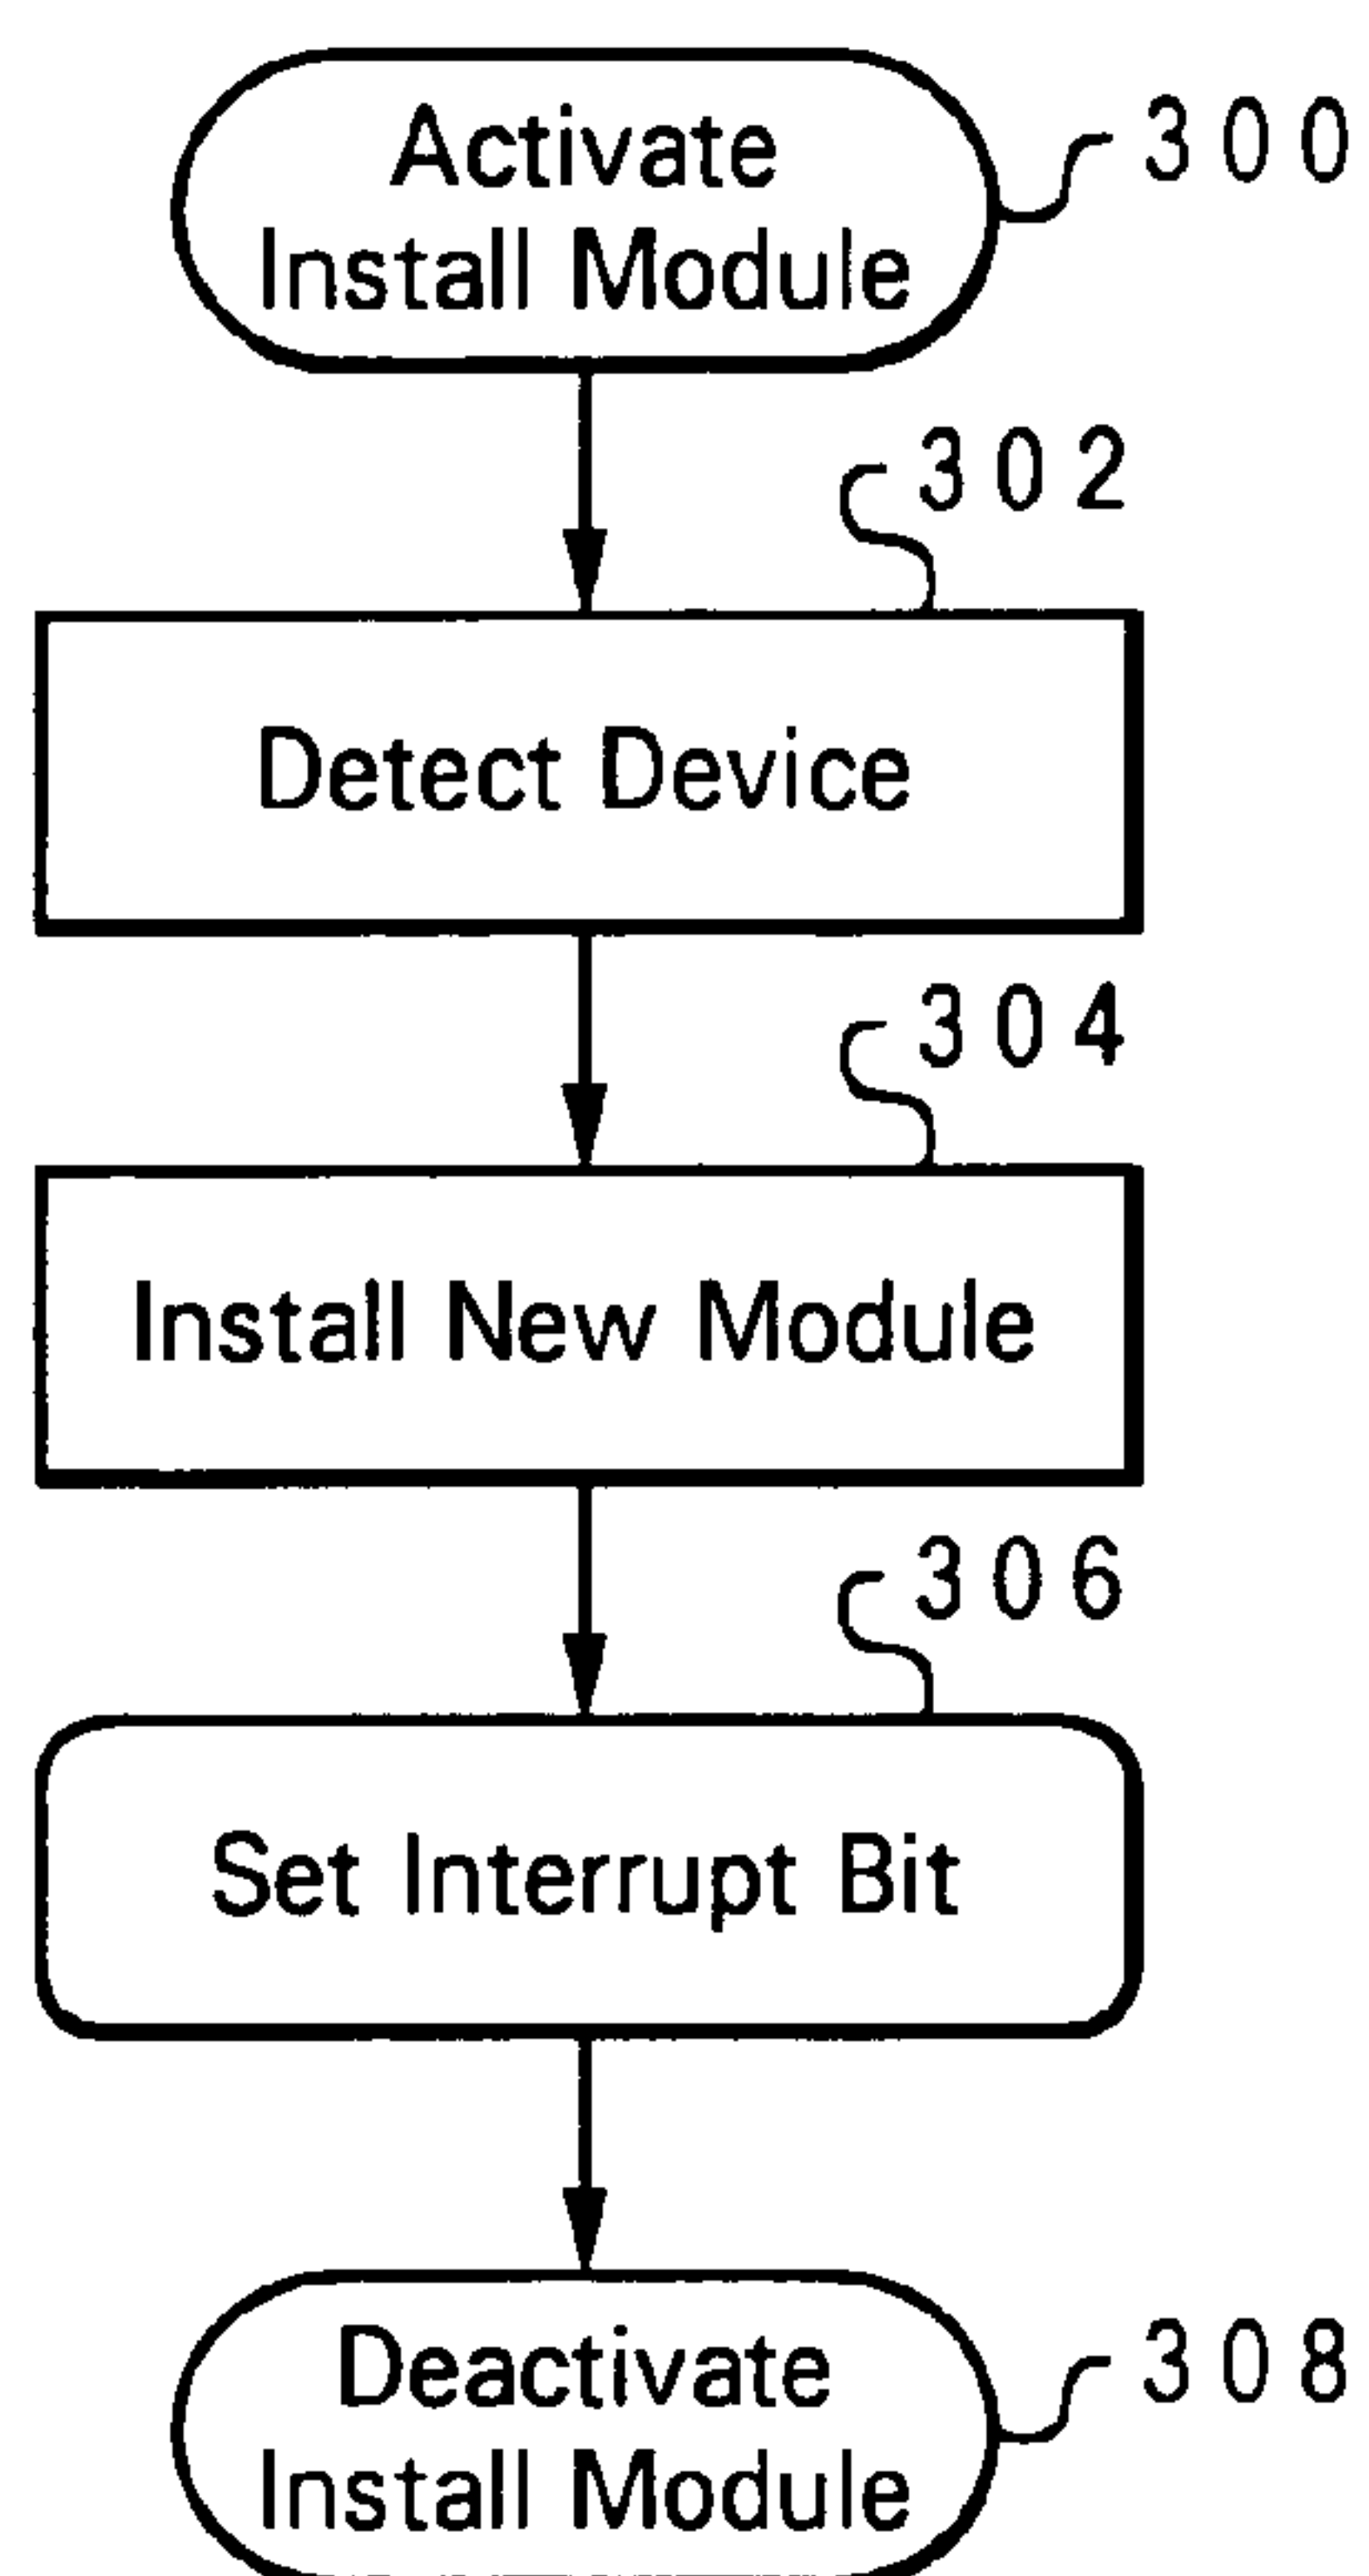 Activate
Install Module
300
302
Detect Device
304
Install New Module
306
Set Interrupt Bit
Deactivate
Install Module
308